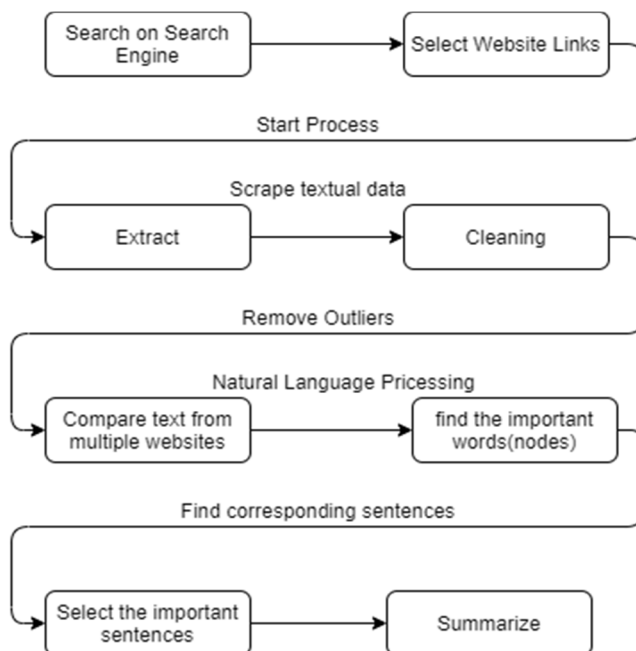 Search on Search
Engine
Select Website Links
Start Process
Scrape textual data
Extract
Cleaning
Remove Outliers
Natural Language Pricessing
Compare text from
multiple websites
find the important
words(nodes)
Find corresponding sentences
Select the important
sentences
Summarize